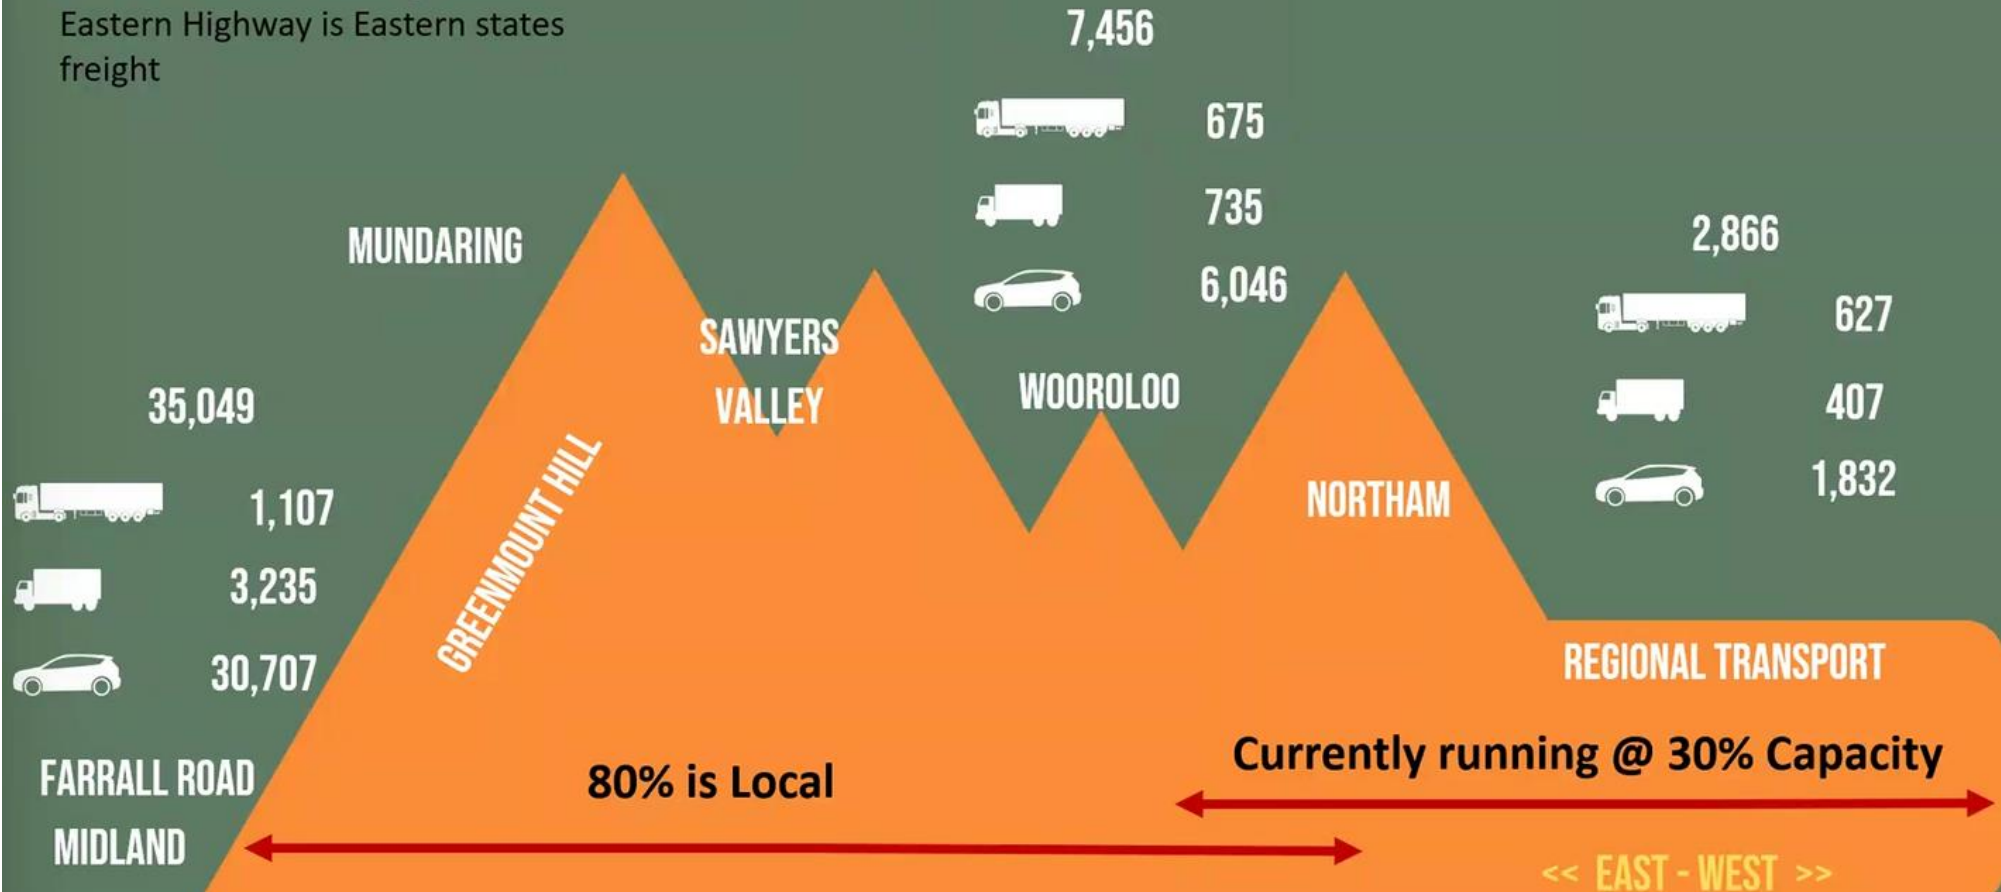 Eastern Highway is Eastern states
freight
7,456
675
735
6,046
2,866
627
407
1,832
MUNDARING
SAWYERS
VALLEY
WOOROLOO
35,049
1,107
3,235
30,707
GREENMOUNT HILL
NORTHAM
REGIONAL TRANSPORT
FARRALL ROAD
MIDLAND
80% is Local
Currently running @ 30% Capacity
<< EAST - WEST >>